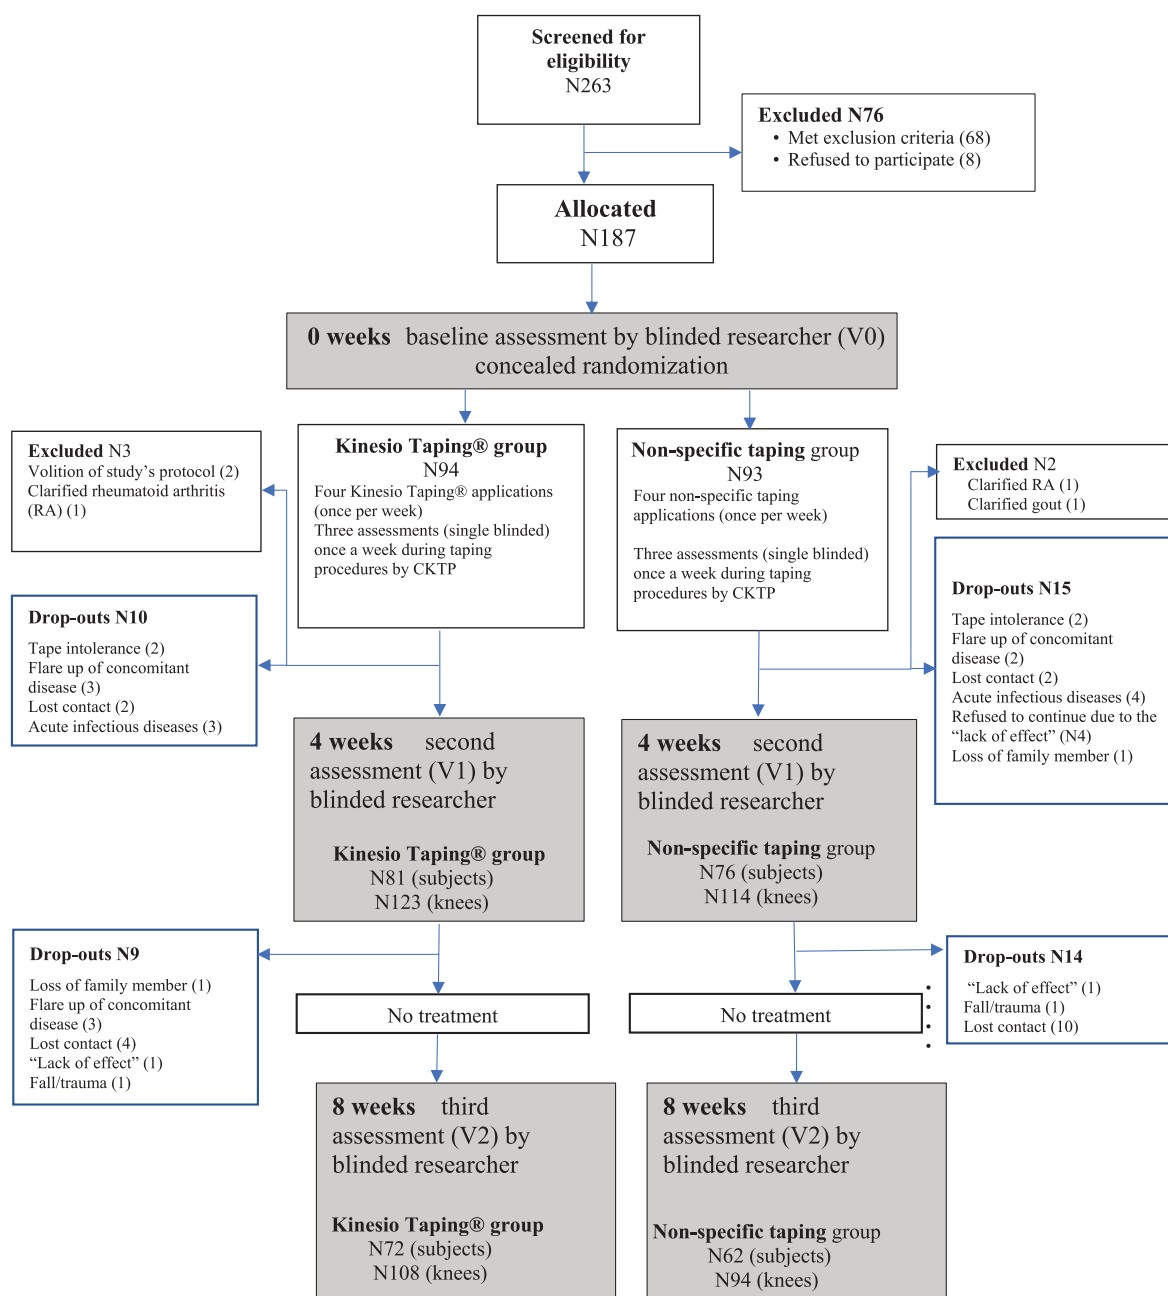 Screened for
eligibility
N263
Excluded N76
• Met exclusion criteria (68)
• Refused to participate (8)
Allocated
N187
0 weeks baseline assessment by blinded researcher (V0)
concealed randomization
Excluded N3
Volition of study's protocol (2)
Clarified rheumatoid arthritis
(RA) (1)
Kinesio Taping® group
N94
Four Kinesio Taping® applications
(once per week)
Three assessments (single blinded)
once a week during taping
procedures by CKTP
Non-specific taping group
N93
Four non-specific taping
applications (once per week)
Three assessments (single blinded)
once a week during taping
procedures by CKTP
Excluded N2
Clarified RA (1)
Clarified gout (1)
Drop-outs N10
Tape intolerance (2)
Flare up of concomitant
disease (3)
Lost contact (2)
Acute infectious diseases (3)
Drop-outs N15
Tape intolerance (2)
Flare up of concomitant
disease (2)
Lost contact (2)
Acute infectious diseases (4)
Refused to continue due to the
“lack of effect” (N4)
Loss of family member (1)
4 weeks second
assessment (V1) by
blinded researcher
Kinesio Taping® group
N81 (subjects)
N123 (knees)
4 weeks second
assessment (V1) by
blinded researcher
Non-specific taping group
N76 (subjects)
N114 (knees)
Drop-outs N9
Loss of family member (1)
Flare up of concomitant
disease (3)
Lost contact (4)
“Lack of effect” (1)
Fall/trauma (1)
Drop-outs N14
“Lack of effect” (1)
Fall/trauma (1)
Lost contact (10)
No treatment
No treatment
8 weeks third
assessment (V2) by
blinded researcher
Kinesio Taping® group
N72 (subjects)
N108 (knees)
8 weeks third
assessment (V2) by
blinded researcher
Non-specific taping group
N62 (subjects)
N94 (knees)